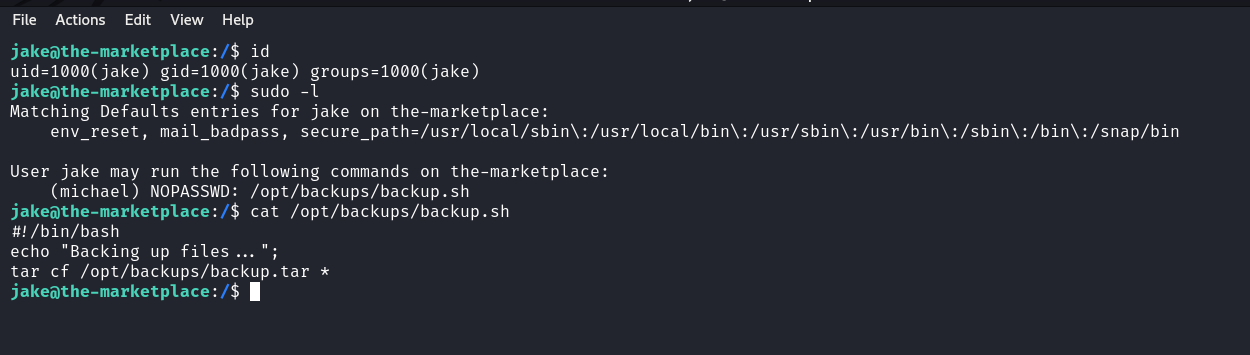 File Actions Edit View Help
jake@the-marketplace:/$ id
uid=1000(jake) gid=1000(jake) groups=1000(jake)
jake@the-marketplace:/$ sudo -l
Matching Defaults entries for jake on the-marketplace:
    env_reset, mail_badpass, secure_path=/usr/local/sbin\:/usr/local/bin\:/usr/sbin\:/usr/bin\:/sbin\:/bin\:/snap/bin

User jake may run the following commands on the-marketplace:
    (michael) NOPASSWD: /opt/backups/backup.sh
jake@the-marketplace:/$ cat /opt/backups/backup.sh
#!/bin/bash
echo "Backing up files...";
tar cf /opt/backups/backup.tar *
jake@the-marketplace:/$